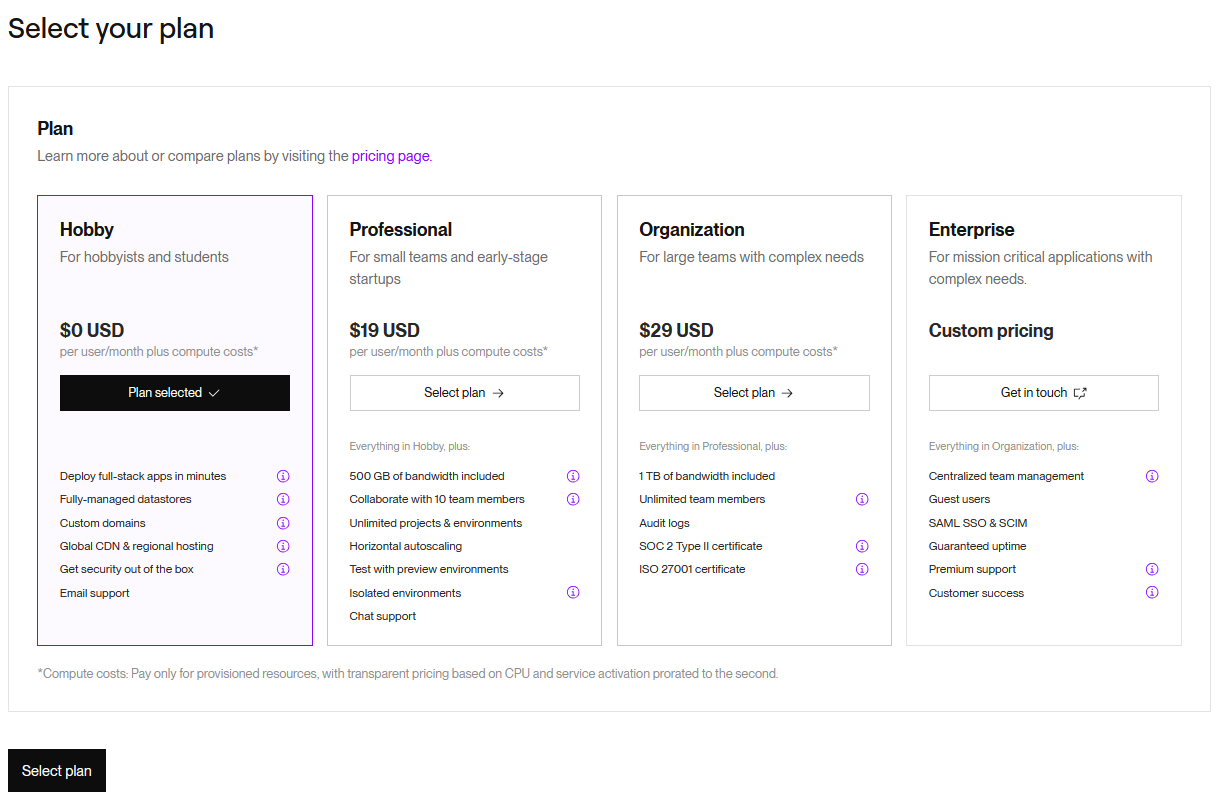 Select your plan
Plan
Learn more about or compare plans by visiting the pricing page.
Hobby
For hobbyists and students
$0 USD
per user/month plus compute costs*
Plan selected
Deploy full-stack apps in minutes
Fully-managed datastores
Custom domains
Global CDN & regional hosting
Get security out of the box
Email support
Professional
For small teams and early-stage
startups
$19 USD
per user/month plus compute costs*
Select plan
Everything in Hobby, plus:
500 GB of bandwidth included
Collaborate with 10 team members
Unlimited projects & environments
Horizontal autoscaling
Test with preview environments
Isolated environments
Chat support
Organization
For large teams with complex needs
$29 USD
per user/month plus compute costs*
Select plan
Everything in Professional, plus:
1 TB of bandwidth included
Unlimited team members
Audit logs
SOC 2 Type II certificate
ISO 27001 certificate
Enterprise
For mission critical applications with
complex needs.
Custom pricing
Get in touch
Everything in Organization, plus:
Centralized team management
Guest users
SAML SSO & SCIM
Guaranteed uptime
Premium support
Customer success
*Compute costs: Pay only for provisioned resources, with transparent pricing based on CPU and service activation prorated to the second.
Select plan